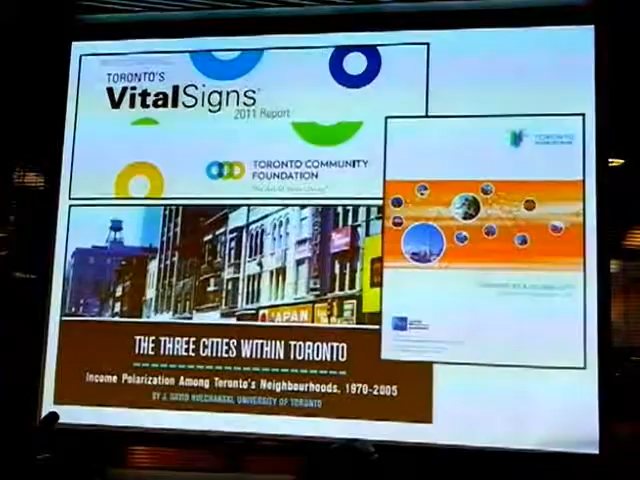 TORONTO'S
VitalSigns
2011 Report
TORONTO COMMUNITY
FOUNDATION
TORONTO
JAPAN
THE THREE CITIES WITHIN TORONTO
Income Polarization Among Toronto's Neighbourhoods, 1970-2005
BY J. DAVID HULCHANSKI, UNIVERSITY OF TORONTO